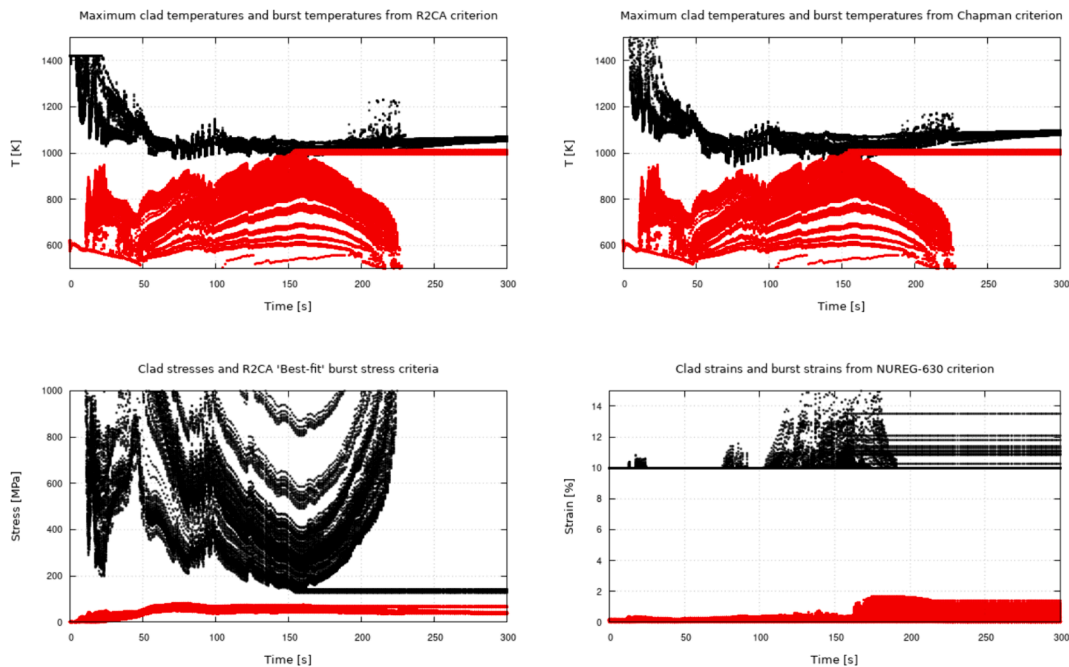 Maximum clad temperatures and burst temperatures from R2CA criterion
T [K]
1400
1200
1000
800
600
0 50 100 150 200 250 300
Time [s]
Maximum clad temperatures and burst temperatures from Chapman criterion
T [K]
1400
1200
1000
800
600
0 50 100 150 200 250 300
Time [s]
Clad stresses and R2CA 'Best-fit' burst stress criteria
Stress [MPa]
1000
800
600
400
200
0
0 50 100 150 200 250 300
Time [s]
Clad strains and burst strains from NUREG-630 criterion
Strain [%]
14
12
10
8
6
4
2
0
0 50 100 150 200 250 300
Time [s]